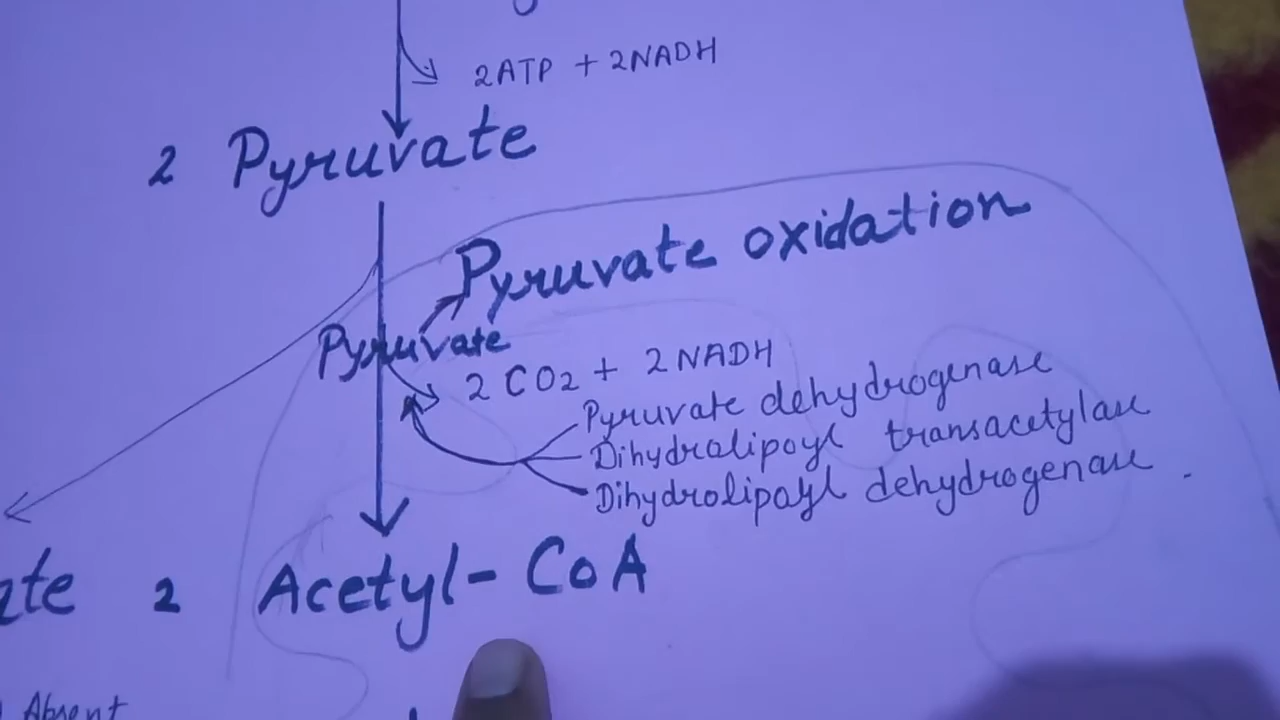 2ATP + 2NADH
2 Pyruvate
Pyruvate oxidation
Pyruvate
2 CO2 + 2 NADH
Pyruvate dehydrogenase
Dihydrolipoyl transacetylase
Dihydrolipoyl dehydrogenase
2 Acetyl-CoA
Absent